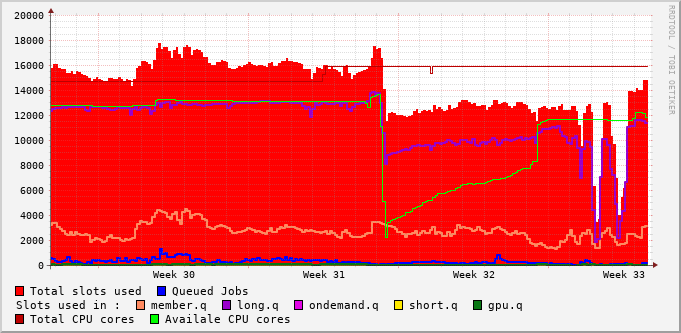 RRDTOOL / TOBI OETIKER
20000
18000
16000
14000
12000
10000
8000
6000
4000
2000
0
Week 30 Week 31 Week 32 Week 33
Total slots used Queued Jobs
Slots used in : member.q long.q ondemand.q short.q gpu.q
Total CPU cores Availale CPU cores